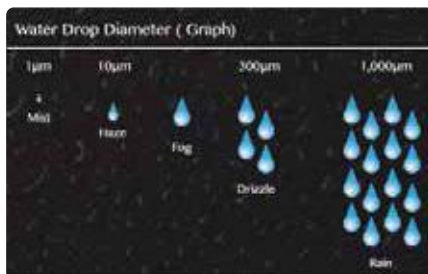 Water Drop Diameter ( Graph)
1µm 10µm 300µm 1,000µm
Mist
Haze
Fog
Drizzle
Rain